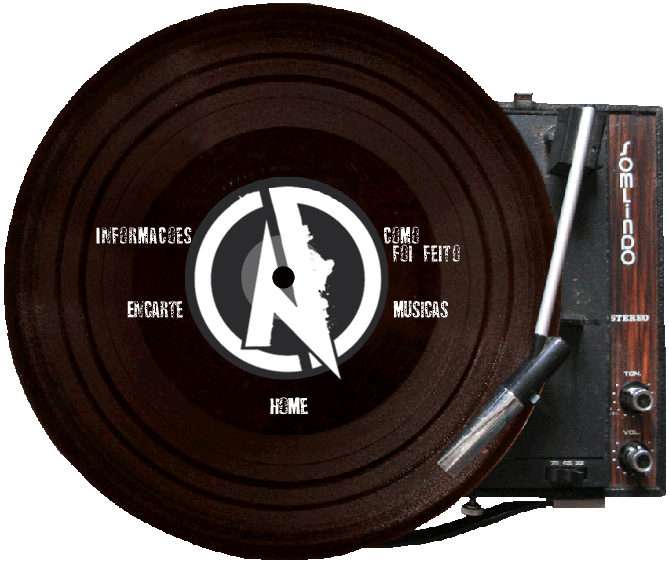 INFORMACOES
COMO
FOI FEITO
ENCARTE
MUSICAS
HOME
SOMLINDO
STEREO
TON.
VOL.